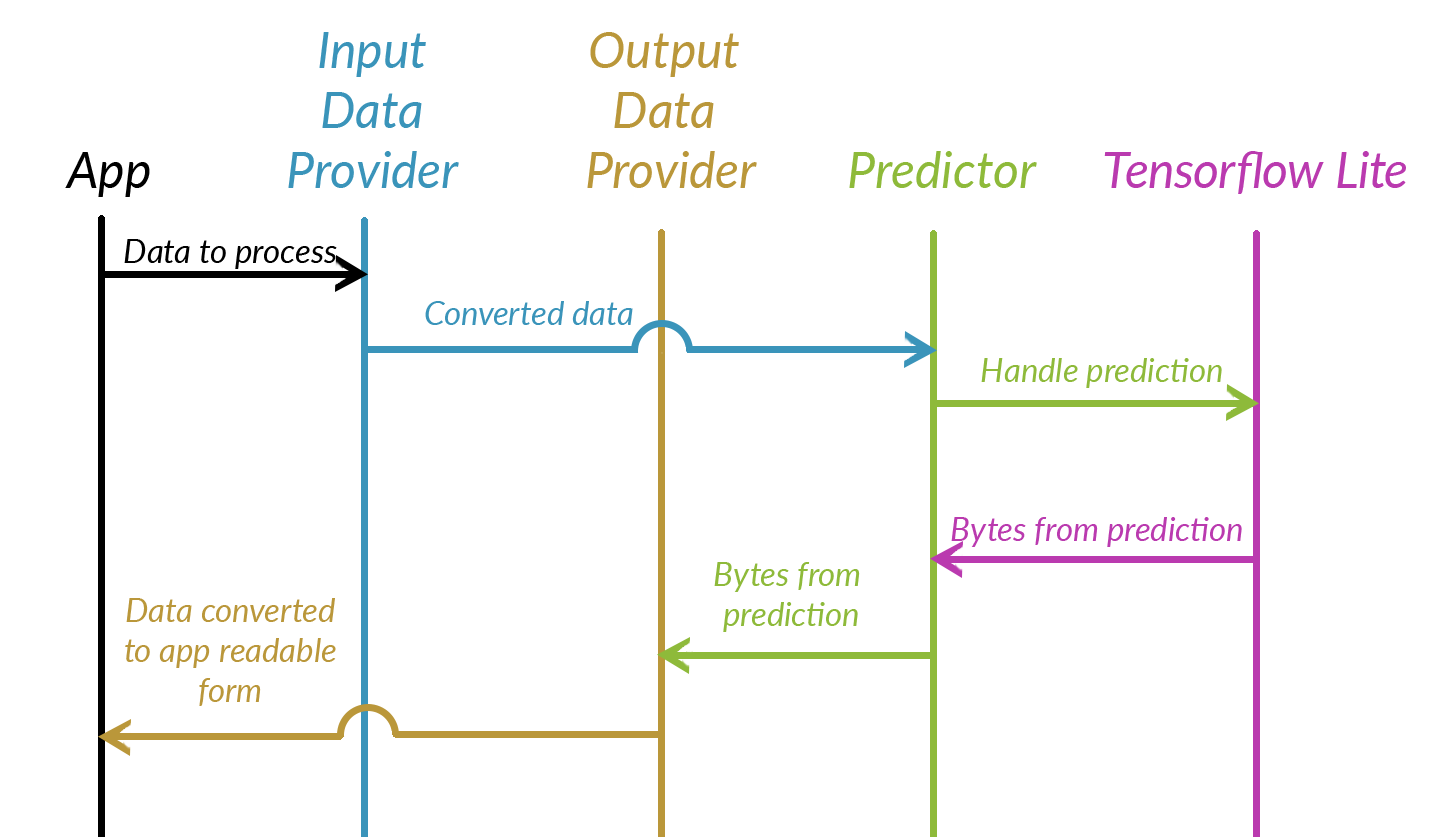 Input
Data
Provider
Output
Data
Provider
App
Predictor
Tensorflow Lite
Data to process
Converted data
Handle prediction
Bytes from prediction
Bytes from
prediction
Data converted
to app readable
form